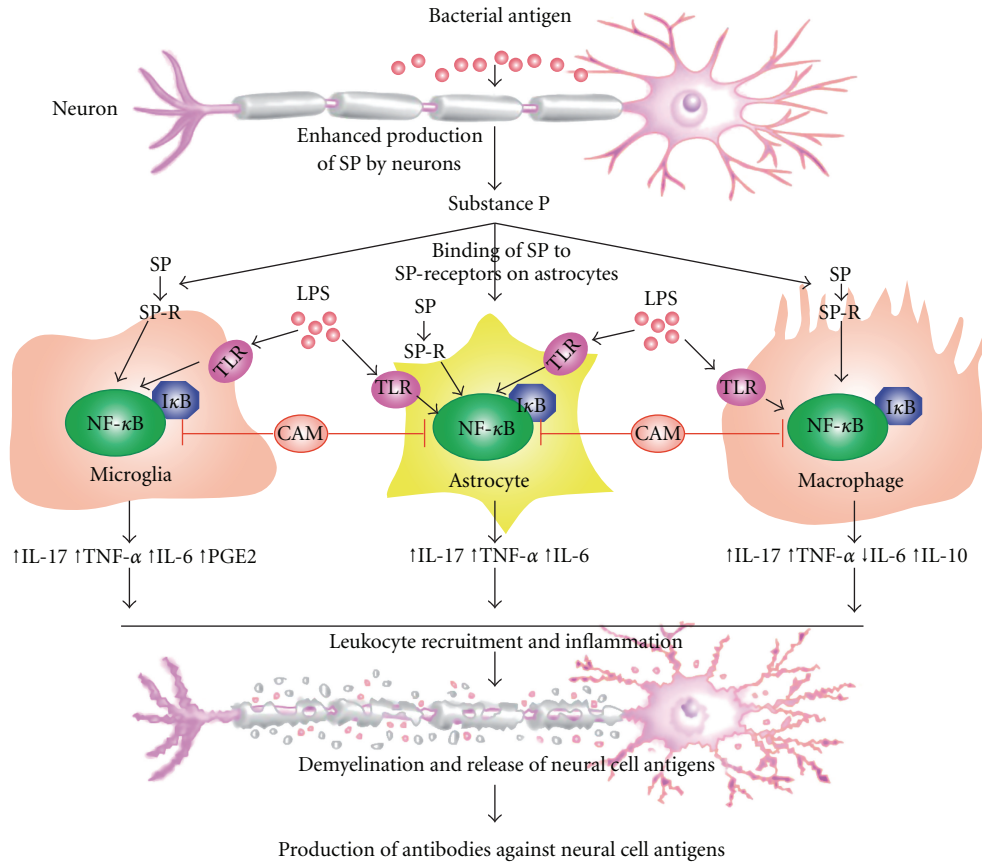 Bacterial antigen
Neuron
Enhanced production
of SP by neurons
Substance P
Binding of SP to
SP-receptors on astrocytes
SP
SP-R
LPS
TLR
IκB
NF-κB
Microglia
SP
SP-R
TLR
TLR
IκB
NF-κB
Astrocyte
LPS
SP
SP-R
TLR
IκB
NF-κB
Macrophage
CAM
CAM
↑IL-17 ↑TNF-α ↑IL-6 ↑PGE2
↑IL-17 ↑TNF-α ↑IL-6
↑IL-17 ↑TNF-α ↓IL-6 ↑IL-10
Leukocyte recruitment and inflammation
Demyelination and release of neural cell antigens
Production of antibodies against neural cell antigens